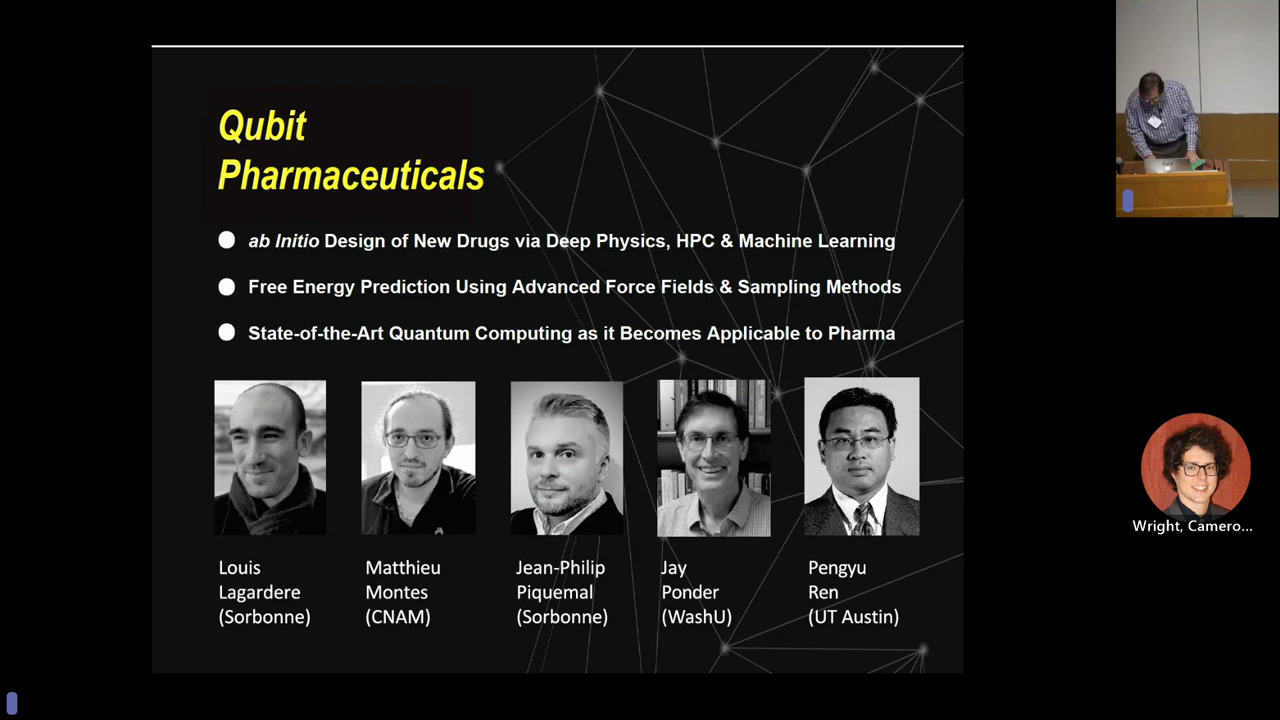 Qubit
Pharmaceuticals
ab Initio Design of New Drugs via Deep Physics, HPC & Machine Learning
Free Energy Prediction Using Advanced Force Fields & Sampling Methods
State-of-the-Art Quantum Computing as it Becomes Applicable to Pharma
Louis
Lagardere
(Sorbonne)
Matthieu
Montes
(CNAM)
Jean-Philip
Piquemal
(Sorbonne)
Jay
Ponder
(WashU)
Pengyu
Ren
(UT Austin)
Wright, Camero...